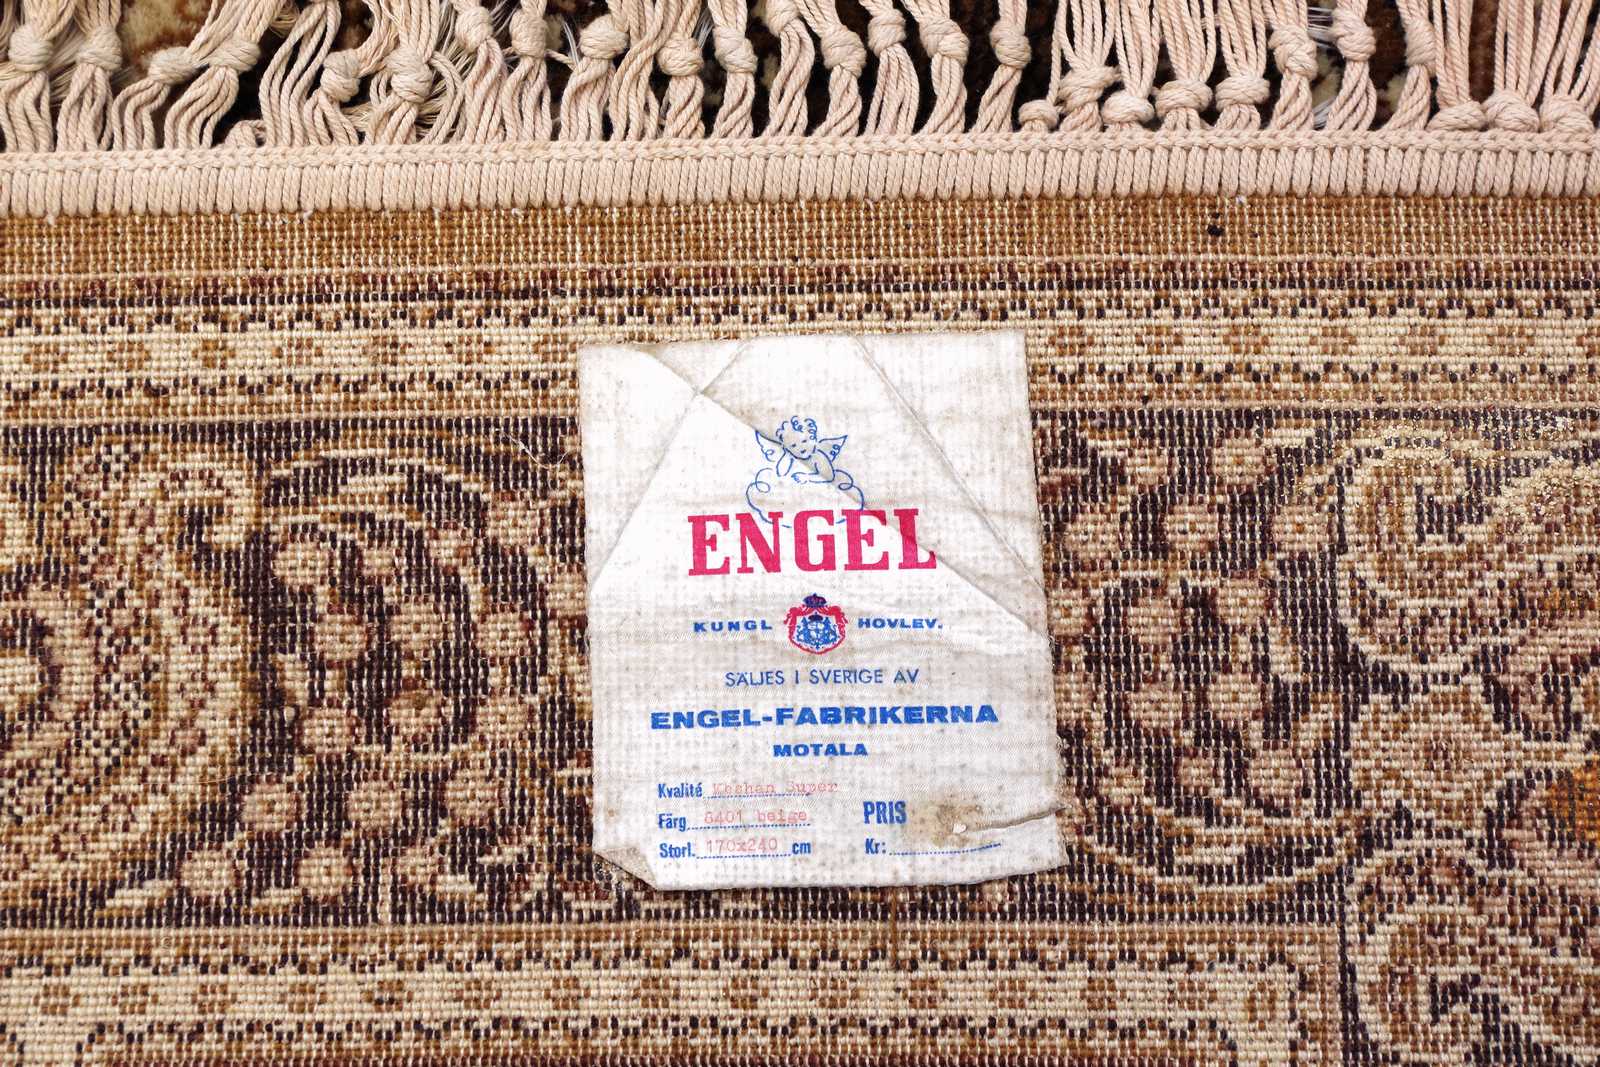 ENGEL
KUNGL HOVLEV.
SÄLJES I SVERIGE AV
ENGEL-FABRIKERNA
MOTALA
Kvalité Keshan Super
Färg 8401 beige PRIS
Storl. 170x240 cm Kr: